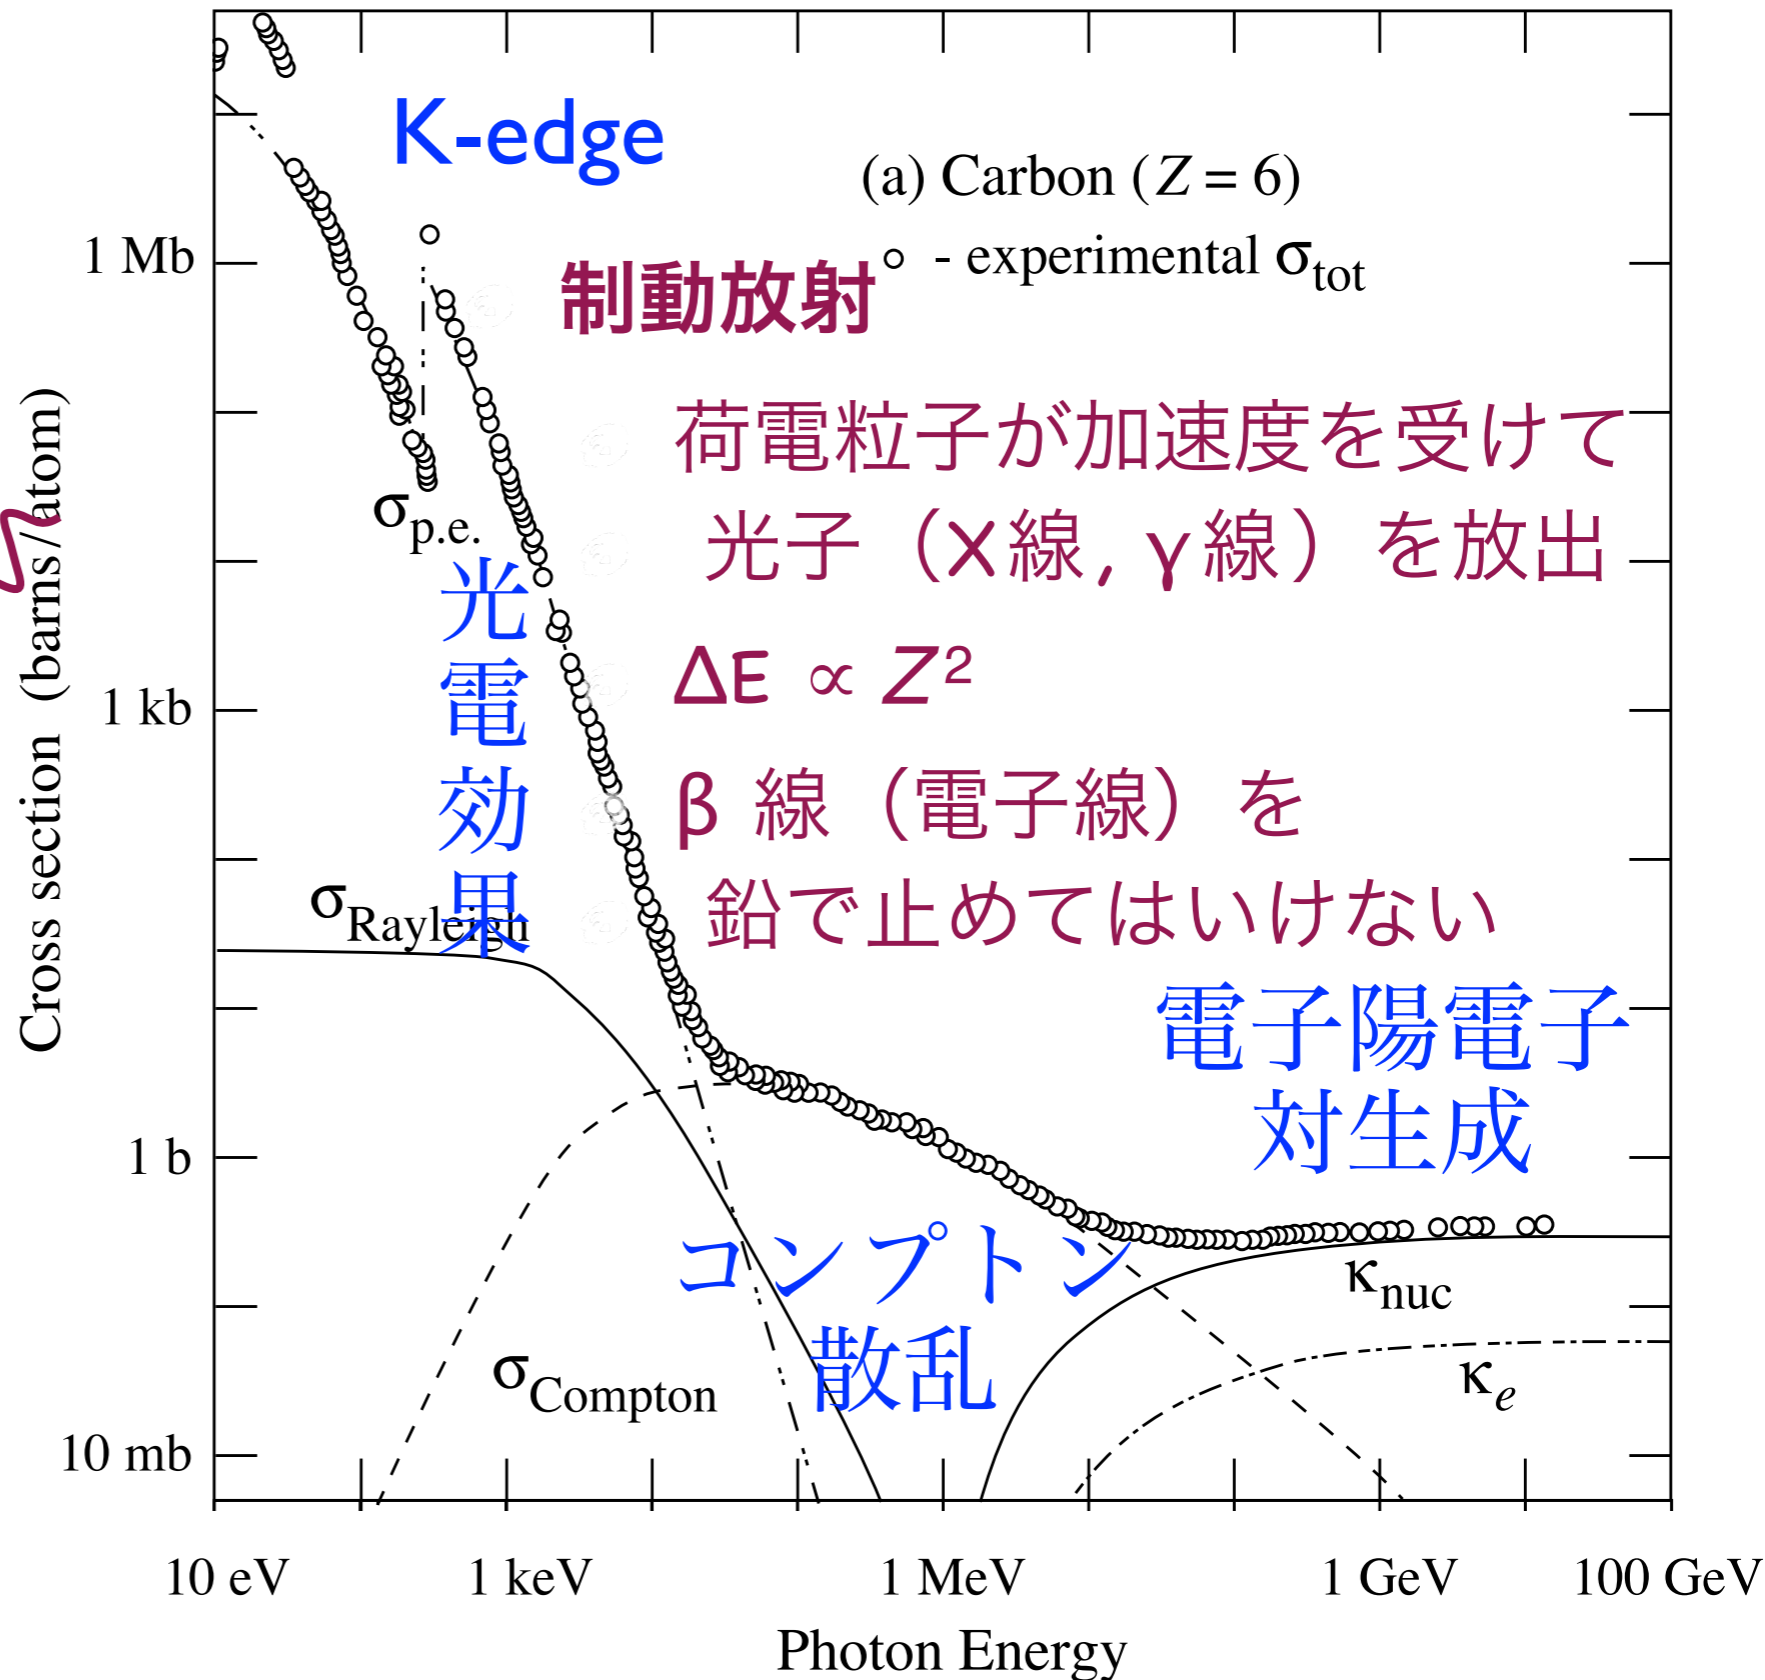 K-edge
(a) Carbon (Z = 6)
1 Mb
○ - experimental σtot
制動放射
荷電粒子が加速度を受けて
光子（X線, γ線）を放出
σp.e.
光電効果
ΔE ∝ Z²
1 kb
β 線（電子線）を
鉛で止めてはいけない
σRayleigh
Cross section (barns/atom)
電子陽電子
対生成
1 b
コンプトン
散乱
κnuc
σCompton
κe
10 mb
10 eV
1 keV
1 MeV
1 GeV
100 GeV
Photon Energy